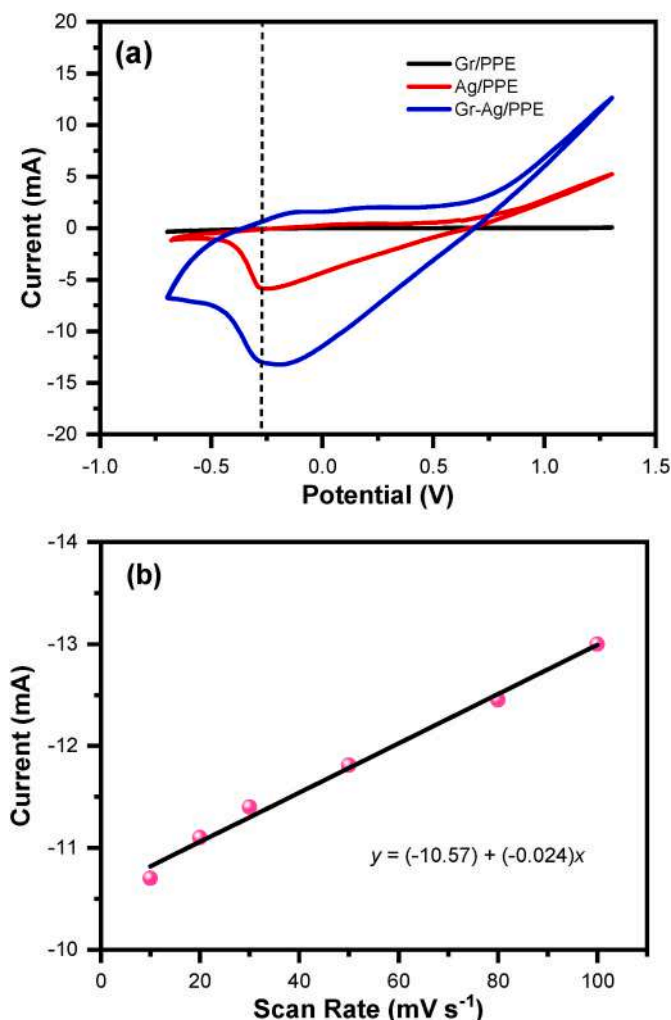 (a)
Gr/PPE
Ag/PPE
Gr-Ag/PPE
20
15
10
5
0
-5
-10
-15
-20
Current (mA)
-1.0 -0.5 0.0 0.5 1.0 1.5
Potential (V)
(b)
-14
-13
-12
-11
-10
Current (mA)
y = (-10.57) + (-0.024)x
0 20 40 60 80 100
Scan Rate (mV s⁻¹)